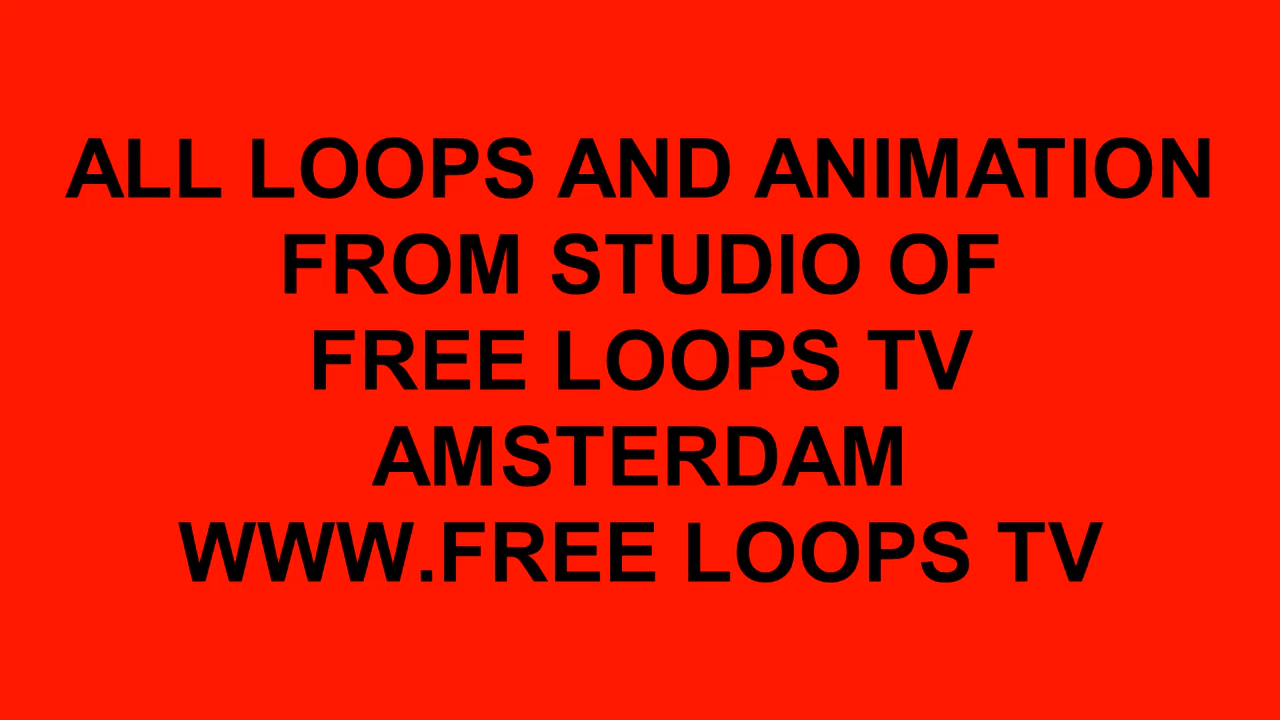 ALL LOOPS AND ANIMATION
FROM STUDIO OF
FREE LOOPS TV
AMSTERDAM
WWW.FREE LOOPS TV